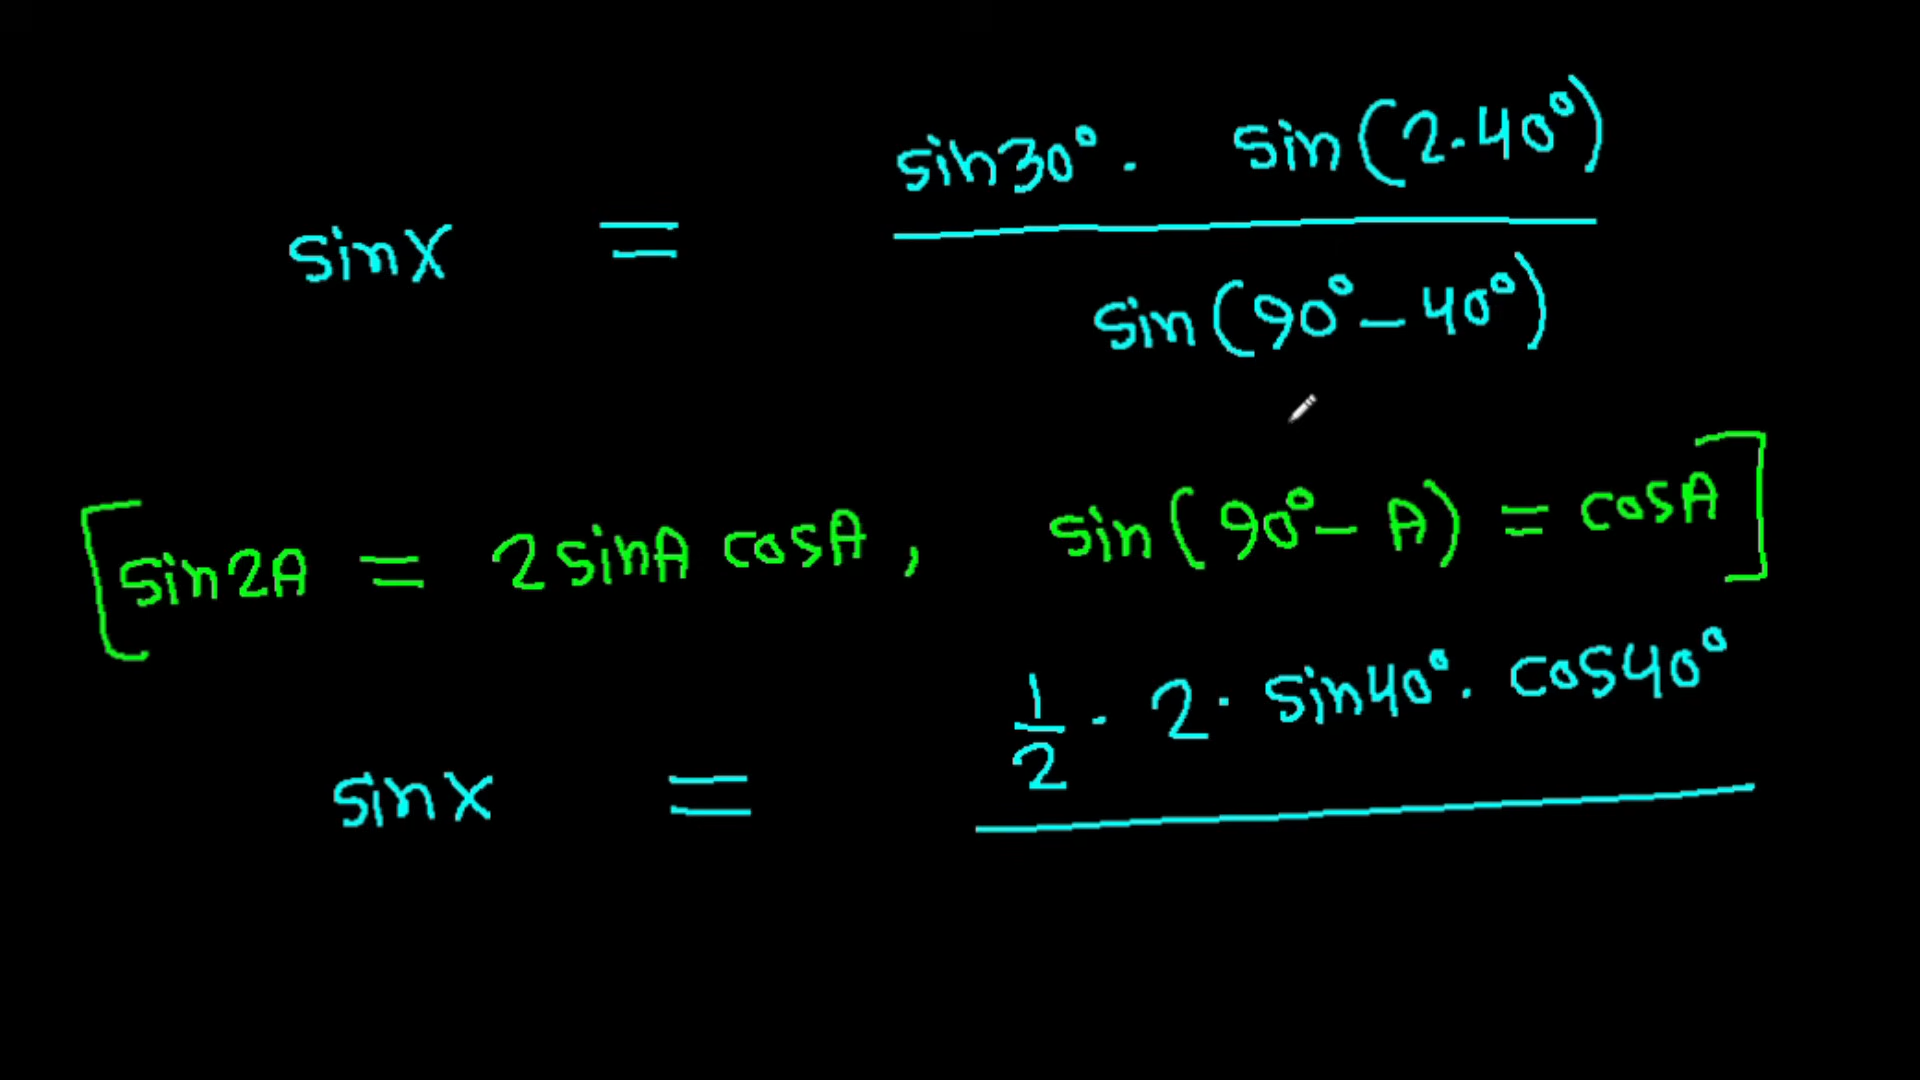 sinx = sin30°. sin(2.40°)
sin(90°-40°)
[sin2A = 2sinA cosA, sin(90°-A) = cosA]
sinx = 1/2 . 2 . sin40° . cos40°